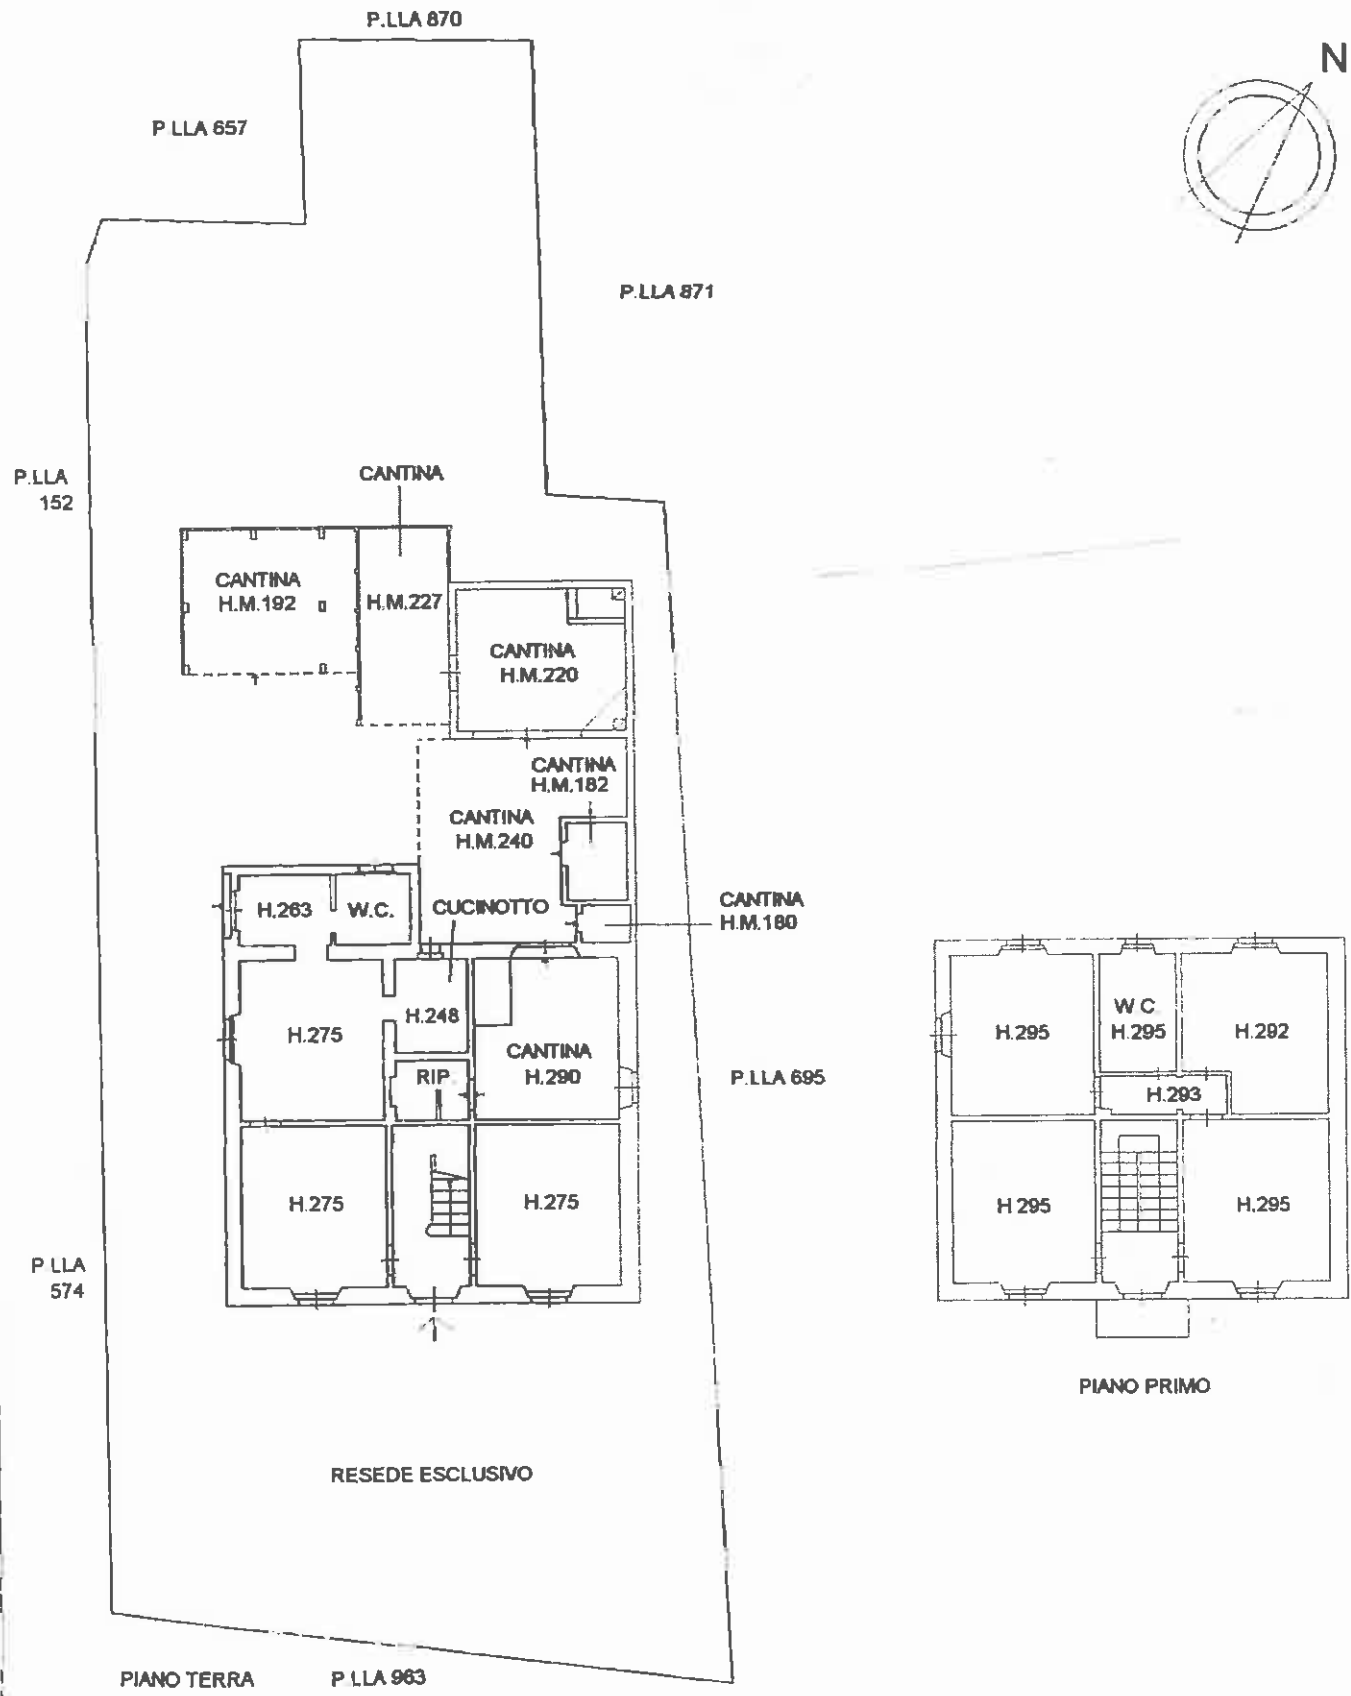 P.LLA 870
N
P LLA 657
P.LLA 871
P.LLA
152
CANTINA
CANTINA
H.M.192
H.M.227
CANTINA
H.M.220
CANTINA
H.M.182
CANTINA
H.M.240
CANTINA
H.M.180
H.263
W.C.
CUCINOTTO
H.275
H.248
CANTINA
H.290
RIP
P.LLA 695
H.275
H.275
P LLA
574
RESEDE ESCLUSIVO
PIANO TERRA
P LLA 963
H.295
W C
H.295
H.292
H.293
H 295
H.295
PIANO PRIMO